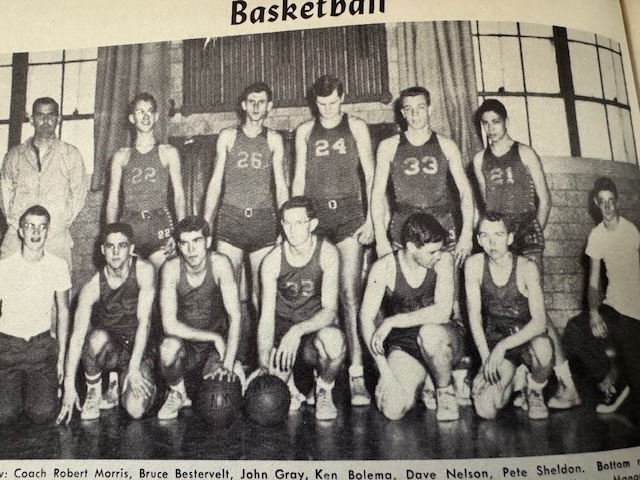 Basketball
22 26 24 33 21
22
33
Coach Robert Morris, Bruce Bestervelt, John Gray, Ken Bolema, Dave Nelson, Pete Sheldon. Bottom